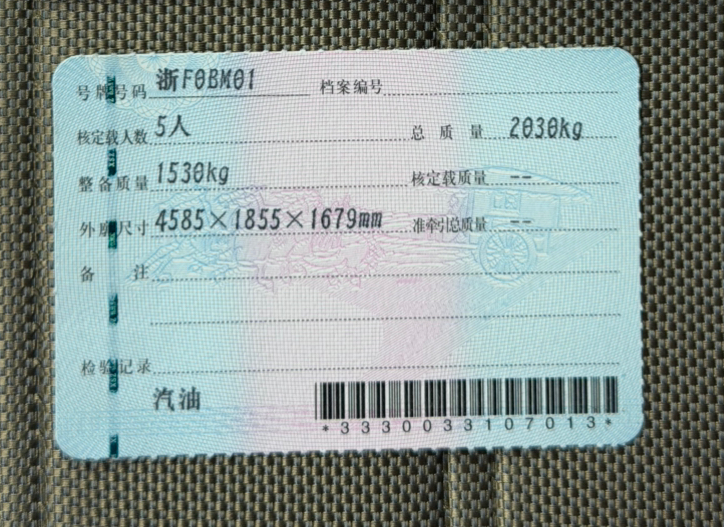 号牌号码 浙F0BM01 档案编号
核定载人数 5人 总质量 2030kg
整备质量 1530kg 核定载质量 --
外廓尺寸 4585×1855×1679mm 准牵引总质量 --
备注
检验记录
汽油
*3330033107013*